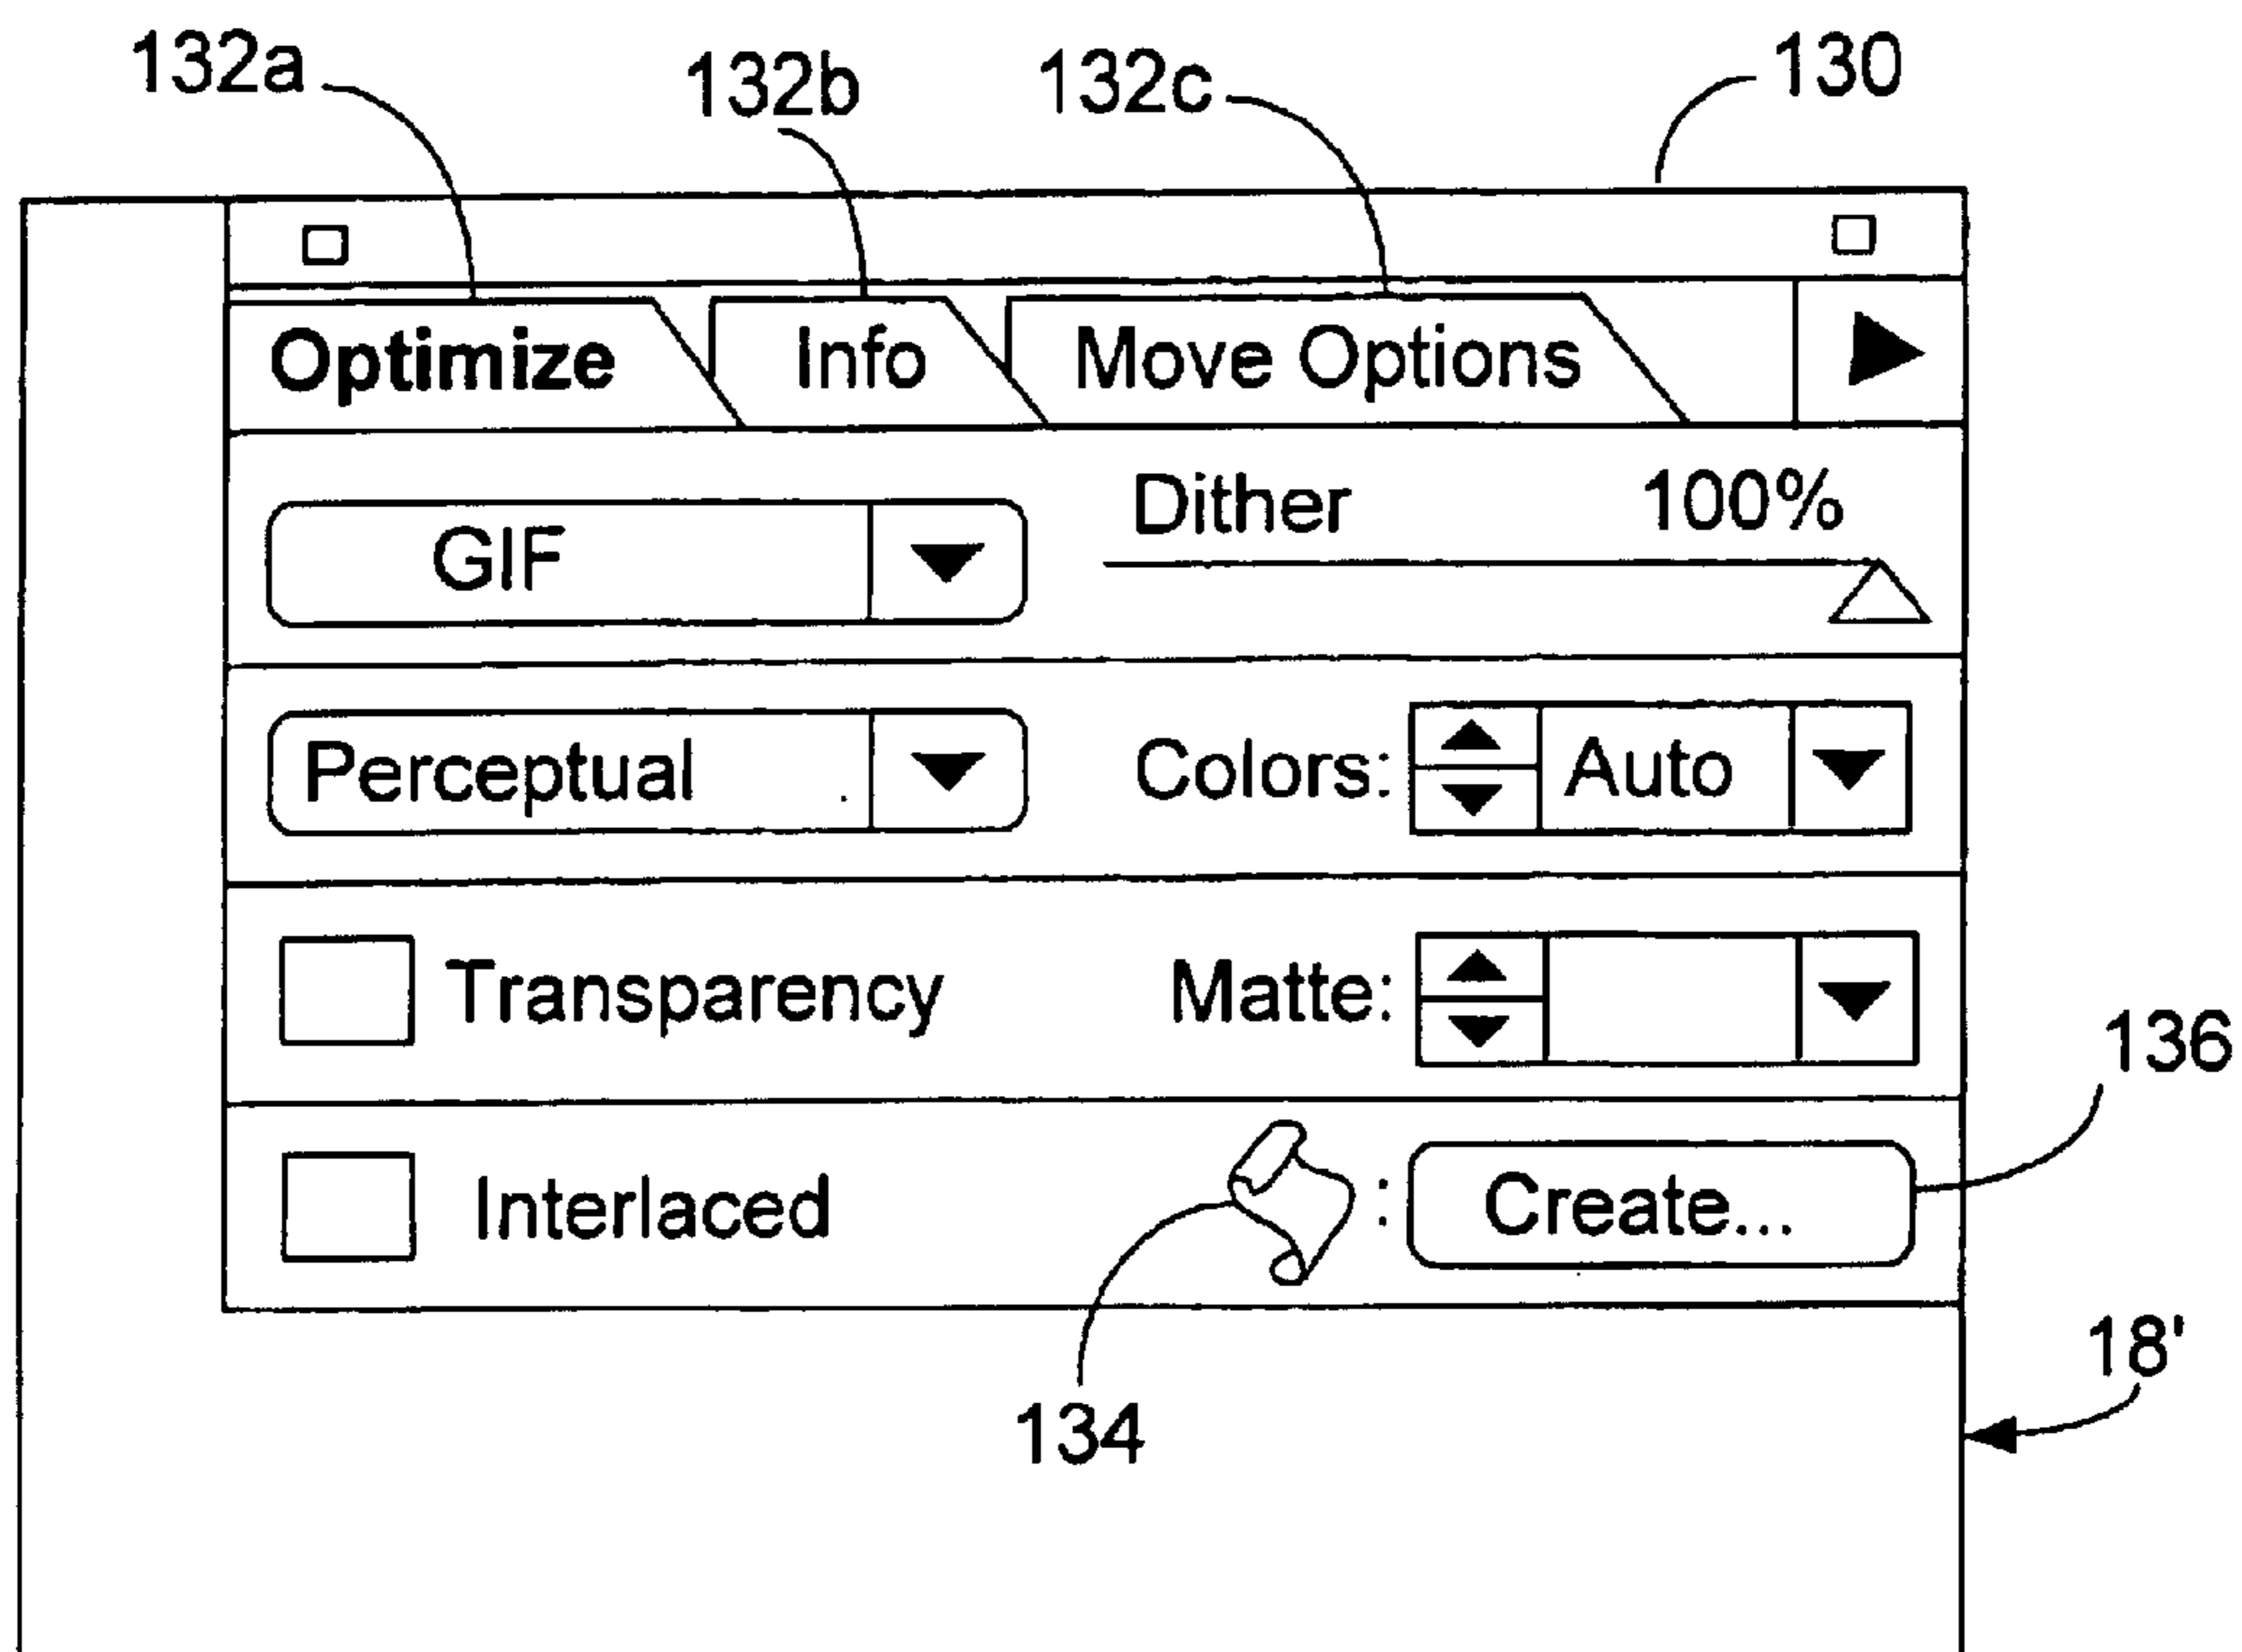 132a 132b 132c 130
Optimize Info Move Options
Dither 100%
GIF
Perceptual Colors: Auto
Transparency Matte:
136
Interlaced : Create...
18'
134